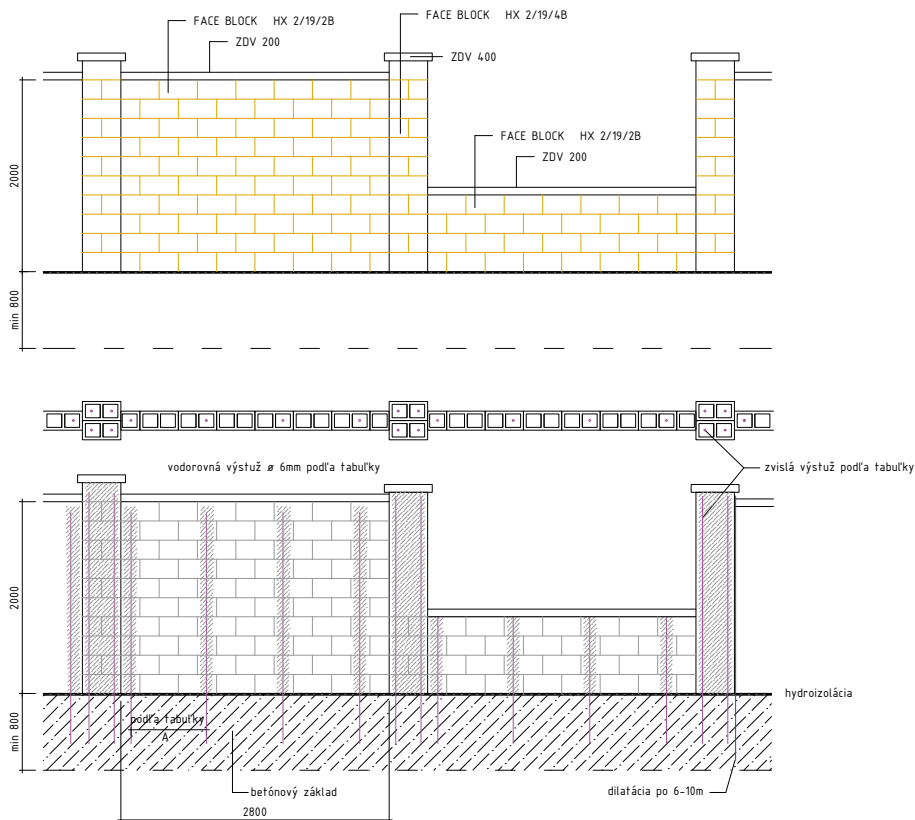 FACE BLOCK HX 2/19/2B
ZDV 200
FACE BLOCK HX 2/19/4B
ZDV 400
FACE BLOCK HX 2/19/2B
ZDV 200
2000
min 800
vodorovná výstuž ø 6mm podľa tabuľky
zvislá výstuž podľa tabuľky
2000
min 800
hydroizolácia
podľa tabuľky
A
betónový základ
dilatácia po 6-10m
2800